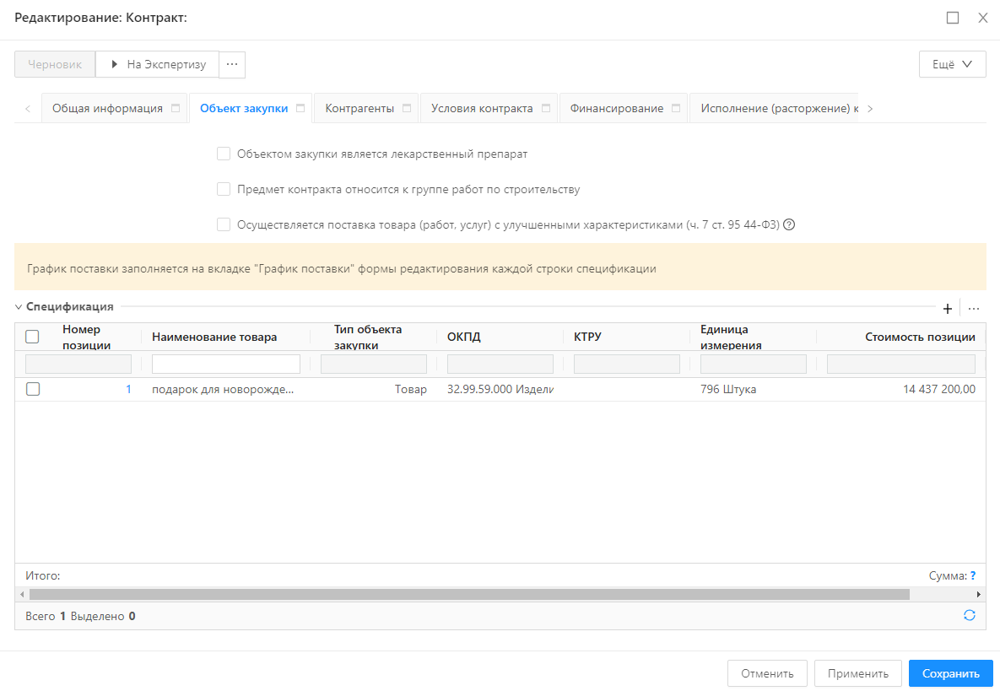 Редактирование: Контракт:
Черновик На Экспертизу ... Ещё
Общая информация Объект закупки Контрагенты Условия контракта Финансирование Исполнение (расторжение) к
Объектом закупки является лекарственный препарат
Предмет контракта относится к группе работ по строительству
Осуществляется поставка товара (работ, услуг) с улучшенными характеристиками (ч. 7 ст. 95 44-ФЗ) ?
График поставки заполняется на вкладке "График поставки" формы редактирования каждой строки спецификации
Спецификация + ...
Номер позиции Наименование товара Тип объекта закупки ОКПД КТРУ Единица измерения Стоимость позиции
1 подарок для новорожде... Товар 32.99.59.000 Издели 796 Штука 14 437 200,00
Итого: Сумма: ?
Всего 1 Выделено 0
Отменить Применить Сохранить